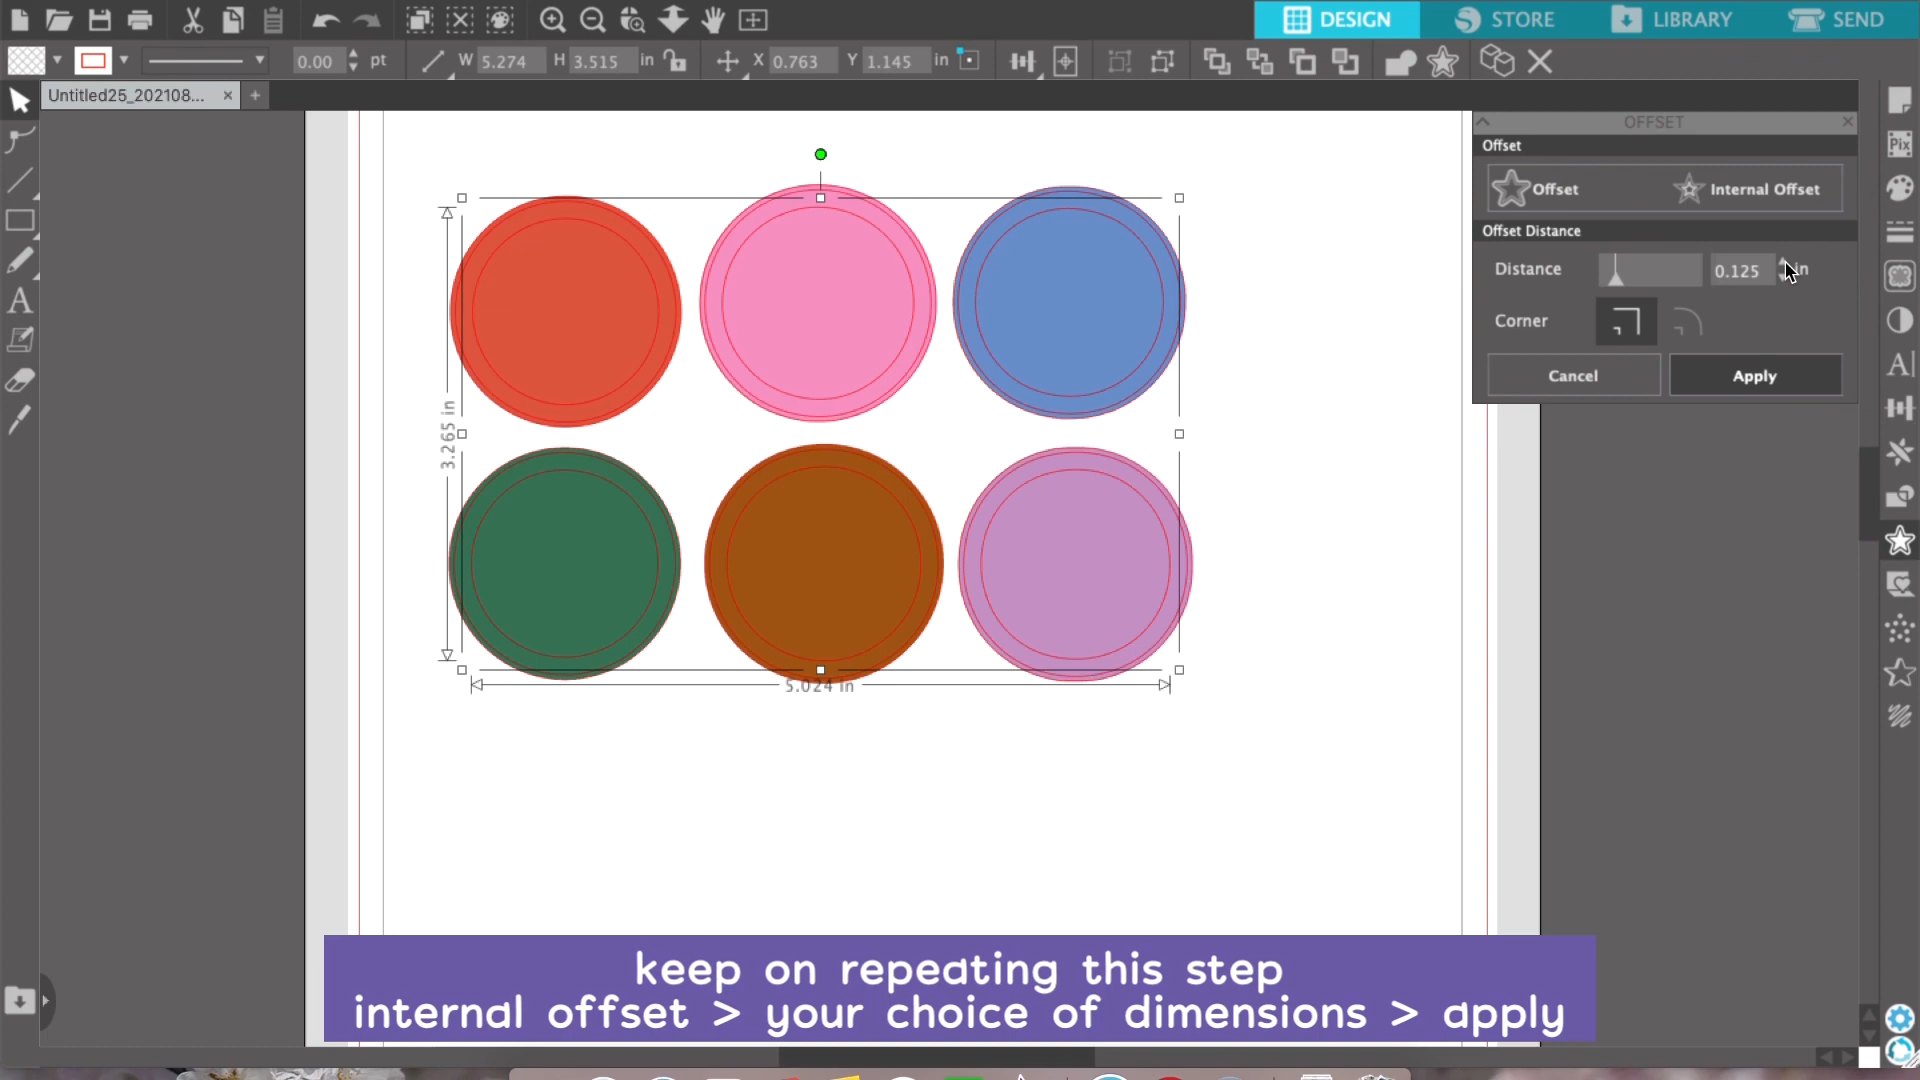 DESIGN
STORE
LIBRARY
SEND
0.00 pt
W 5.274 H 3.515 in
X 0.763 Y 1.145 in
Untitled25_202108... × +
OFFSET
Offset
Offset Internal Offset
Offset Distance
Distance 0.125 in
Corner
Cancel Apply
Pix
A
A
3.265 in
5.024 in
keep on repeating this step
internal offset > your choice of dimensions > apply